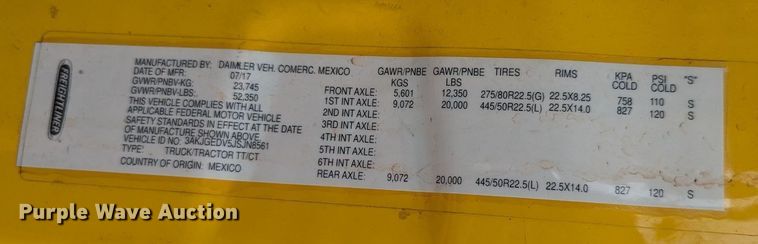 FREIGHTLINER
MANUFACTURED BY: DAIMLER VEH. COMERC. MEXICO
DATE OF MFR: 07/17
GVWR/PNBV-KG: 23,745
GVWR/PNBV-LBS: 52,350
THIS VEHICLE COMPLIES WITH ALL
APPLICABLE FEDERAL MOTOR VEHICLE
SAFETY STANDARDS IN EFFECT AT THE DATE
OF MANUFACTURE SHOWN ABOVE.
VEHICLE ID NO. 3AKJGEDV5JSJN8561
TYPE: TRUCK/TRACTOR TT/CT
COUNTRY OF ORIGIN: MEXICO
GAWR/PNBE GAWR/PNBE TIRES RIMS KPA PSI "S"
KGS LBS COLD COLD
FRONT AXLE: 5,601 12,350 275/80R22.5(G) 22.5X8.25 758 110 S
1ST INT AXLE: 9,072 20,000 445/50R22.5(L) 22.5X14.0 827 120 S
2ND INT AXLE:
3RD INT AXLE:
4TH INT AXLE:
5TH INT AXLE:
6TH INT AXLE:
REAR AXLE: 9,072 20,000 445/50R22.5(L) 22.5X14.0 827 120 S
Purple Wave Auction